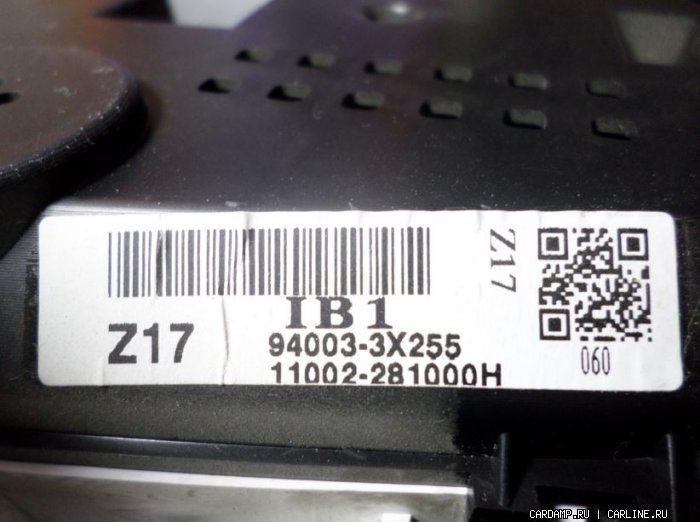 IB1
Z17
94003-3X255
11002-281000H
Z17
060
CARDAMP.RU | CARLINE.RU